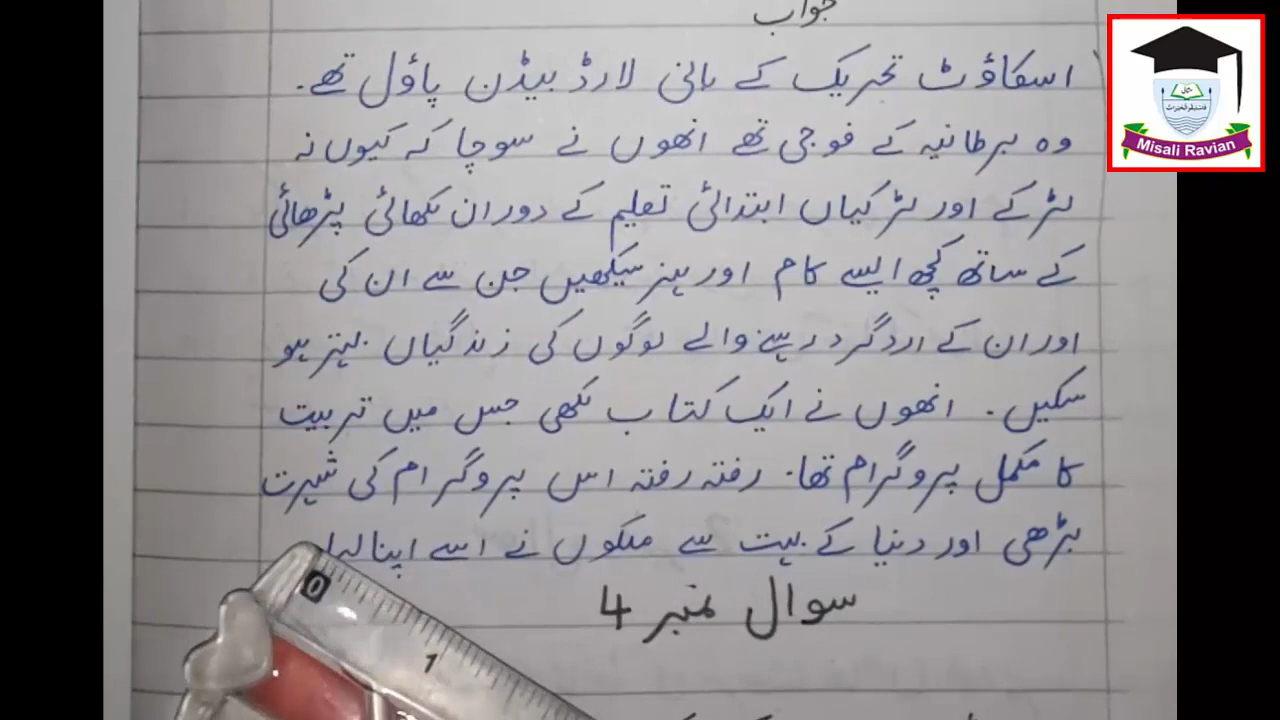 جواب
اسکاؤٹ تحریک کے بانی لارڈ بیڈن پاؤل تھے۔
وہ برطانیہ کے فوجی تھے انھوں نے سوچا کہ کیوں نہ
لڑکے اور لڑکیاں ابتدائی تعلیم کے دوران لکھائی پڑھائی
کے ساتھ کچھ ایسے کام اور ہنر سیکھیں جن سے ان کی
اور ان کے اردگرد رہنے والے لوگوں کی زندگیاں بہتر ہو
سکیں۔ انھوں نے ایک کتاب لکھی جس میں تربیت
کا مکمل پروگرام تھا۔ رفتہ رفتہ اس پروگرام کی شہرت
بڑھی اور دنیا کے بہت سے ملکوں نے اسے اپنا لیا۔
سوال نمبر 4
0
1
Misali Ravian